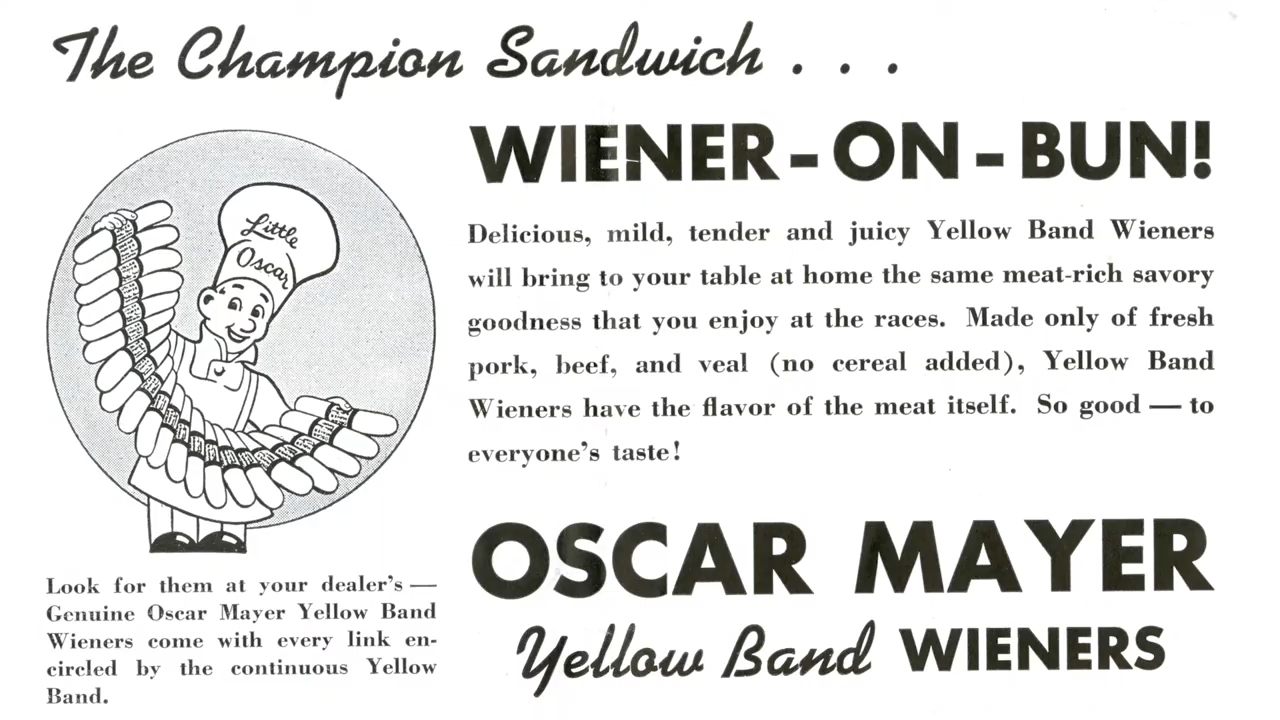 The Champion Sandwich . . .
WIENER-ON-BUN!
Little
Oscar
Delicious, mild, tender and juicy Yellow Band Wieners
will bring to your table at home the same meat-rich savory
goodness that you enjoy at the races. Made only of fresh
pork, beef, and veal (no cereal added), Yellow Band
Wieners have the flavor of the meat itself. So good — to
everyone's taste!
Look for them at your dealer's —
Genuine Oscar Mayer Yellow Band
Wieners come with every link en-
circled by the continuous Yellow
Band.
OSCAR MAYER
Yellow Band WIENERS